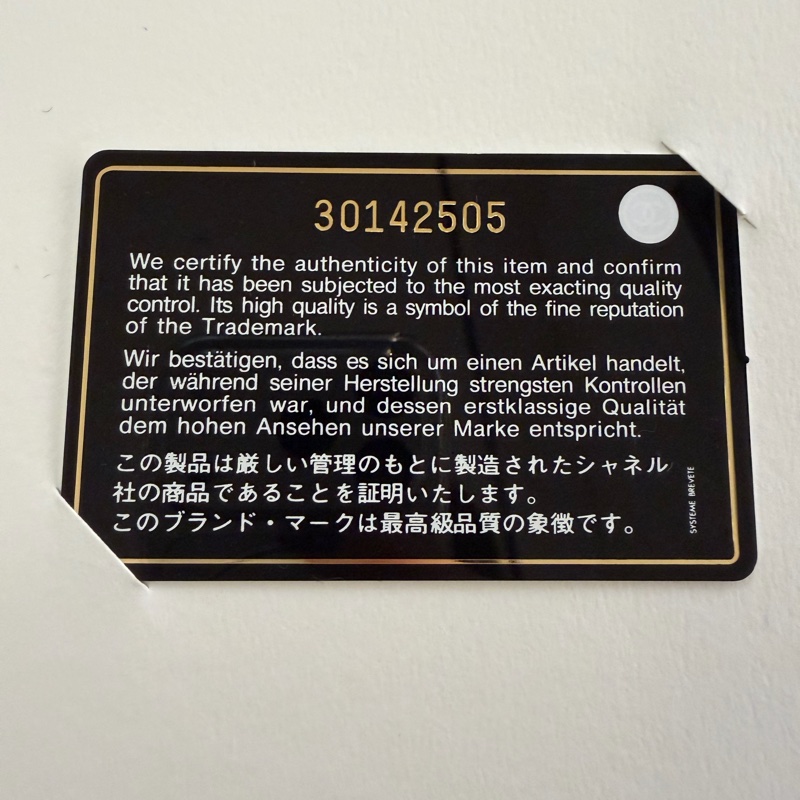 30142505
We certify the authenticity of this item and confirm
that it has been subjected to the most exacting quality
control. Its high quality is a symbol of the fine reputation
of the Trademark.
Wir bestätigen, dass es sich um einen Artikel handelt,
der während seiner Herstellung strengsten Kontrollen
unterworfen war, und dessen erstklassige Qualität
dem hohen Ansehen unserer Marke entspricht.
この製品は厳しい管理のもとに製造されたシャネル
社の商品であることを証明いたします。
このブランド・マークは最高級品質の象徴です。
SYSTEME BREVETE